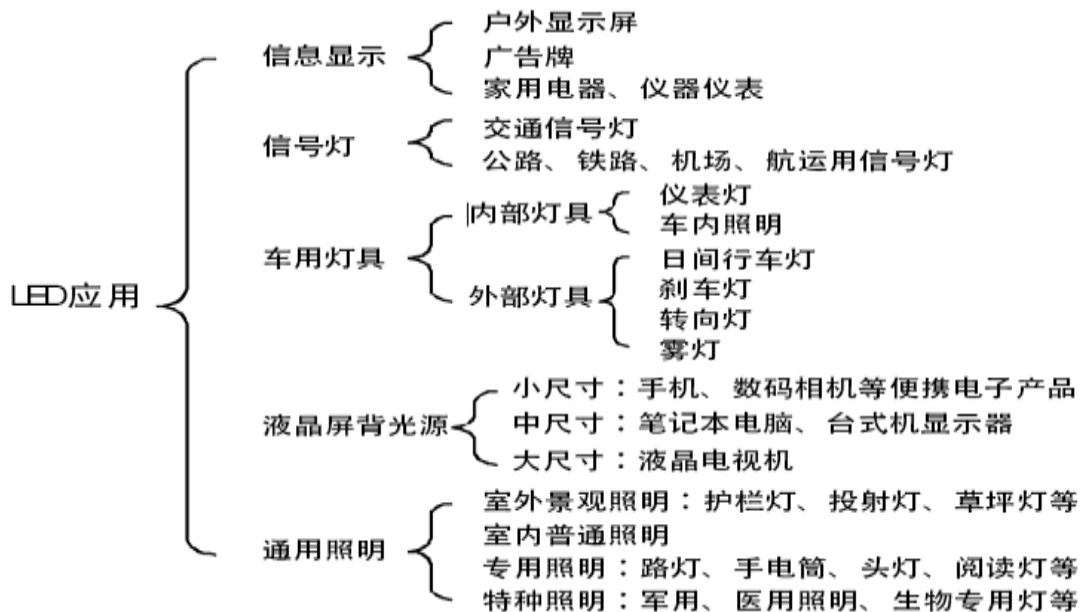 LED应用
信息显示
户外显示屏
广告牌
家用电器、仪器仪表
信号灯
交通信号灯
公路、铁路、机场、航运用信号灯
车用灯具
内部灯具
仪表灯
车内照明
外部灯具
日间行车灯
刹车灯
转向灯
雾灯
液晶屏背光源
小尺寸：手机、数码相机等便携电子产品
中尺寸：笔记本电脑、台式机显示器
大尺寸：液晶电视机
通用照明
室外景观照明：护栏灯、投射灯、草坪灯等
室内普通照明
专用照明：路灯、手电筒、头灯、阅读灯等
特种照明：军用、医用照明、生物专用灯等